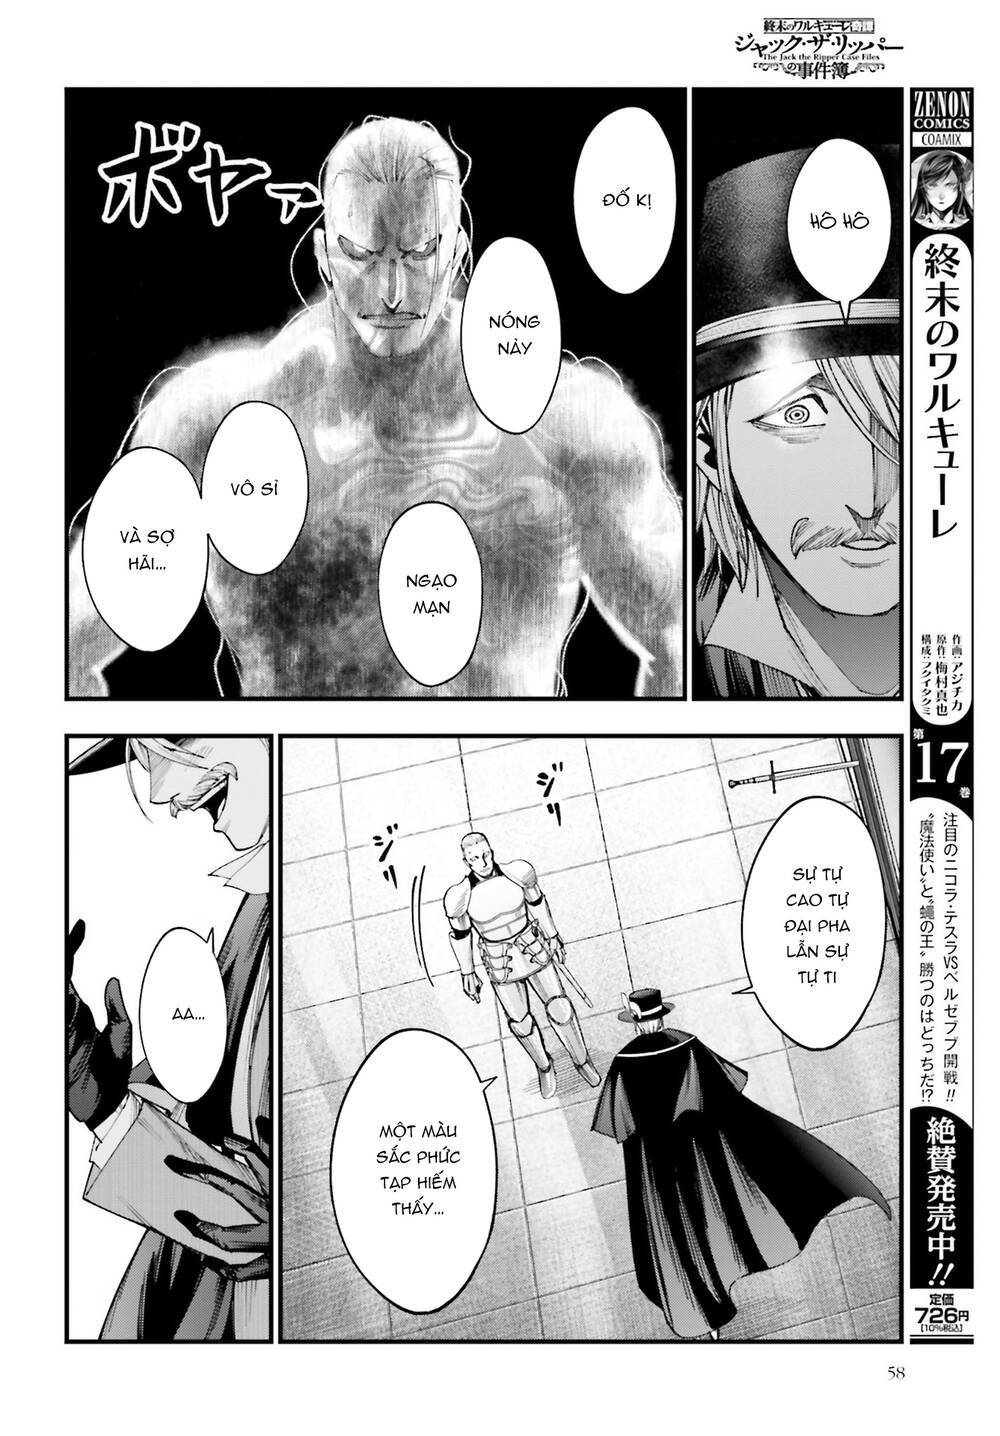 終末のワルキューレ奇譚
ジャック・ザ・リッパー
The Jack the Ripper Case Files
の事件簿
HÔ HÔ
ĐỐ KỊ
NÓNG
NẢY
NGẠO
MẠN
VÔ SỈ
VÀ SỢ
HÃI...
ボヤァ
SỰ TỰ
CAO TỰ
ĐẠI PHA
LẪN SỰ
TỰ TI
MỘT MÀU
SẮC PHỨC
TẠP HIẾM
THẤY...
AA...
ZENON
COMICS
COAMIX
終末のワルキューレ
作画:アジチカ
原作:梅村真也
構成:フクイタクミ
第
17
巻
注目のニコラ・テスラVSベルゼブブ開戦!!
"魔法使い"と"蠅の王"勝つのはどっちだ!?
絶賛発売中!!
定価
726円
[10%税込]
58